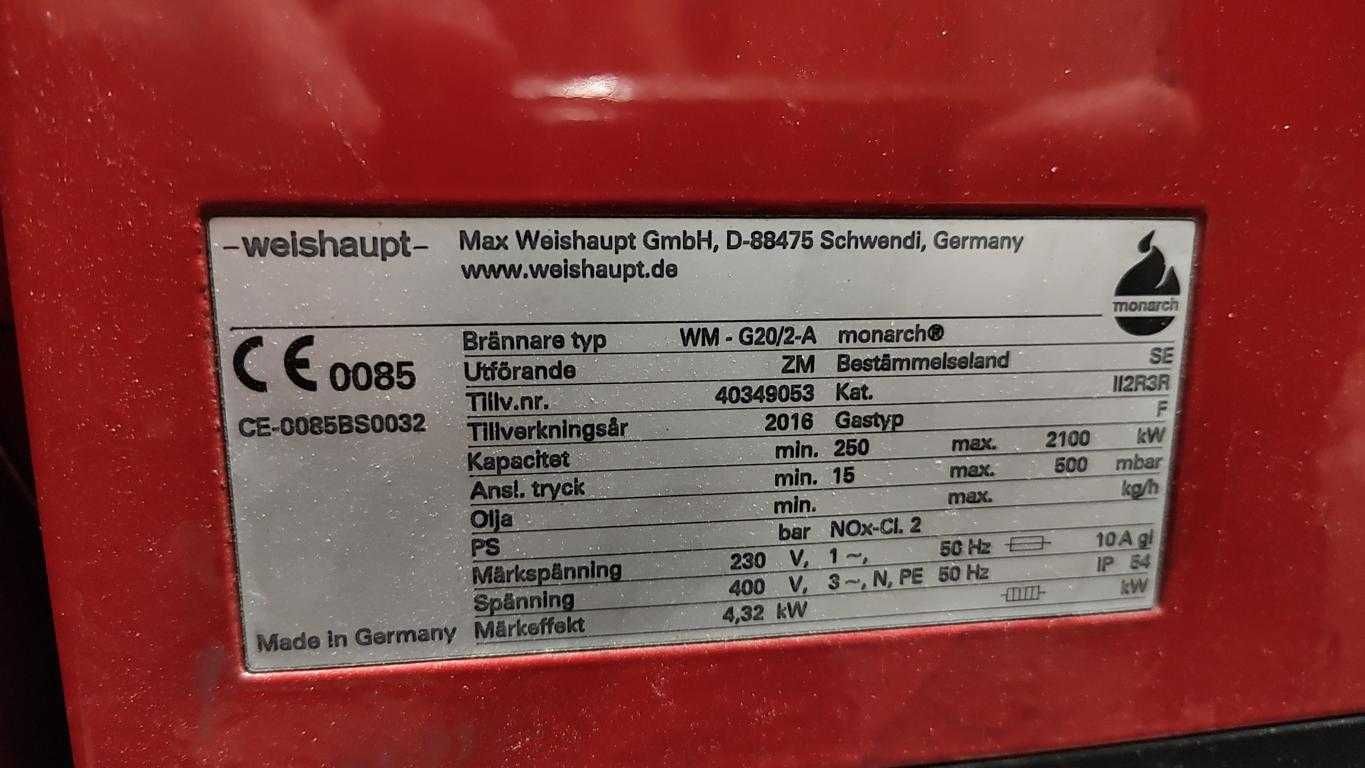 –weishaupt– Max Weishaupt GmbH, D-88475 Schwendi, Germany
www.weishaupt.de
monarch
CE 0085
CE-0085BS0032
Brännare typ WM - G20/2-A monarch®
Utförande ZM Bestämmelseland SE
Tillv.nr. 40349053 Kat. II2R3R
Tillverkningsår 2016 Gastyp F
Kapacitet min. 250 max. 2100 kW
Ansl. tryck min. 15 max. 500 mbar
Olja min. max. kg/h
PS bar NOx-Cl. 2
Märkspänning 230 V, 1 ~, 50 Hz 10 A gl
Spänning 400 V, 3 ~, N, PE 50 Hz IP 54
Märkeffekt 4,32 kW kW
Made in Germany